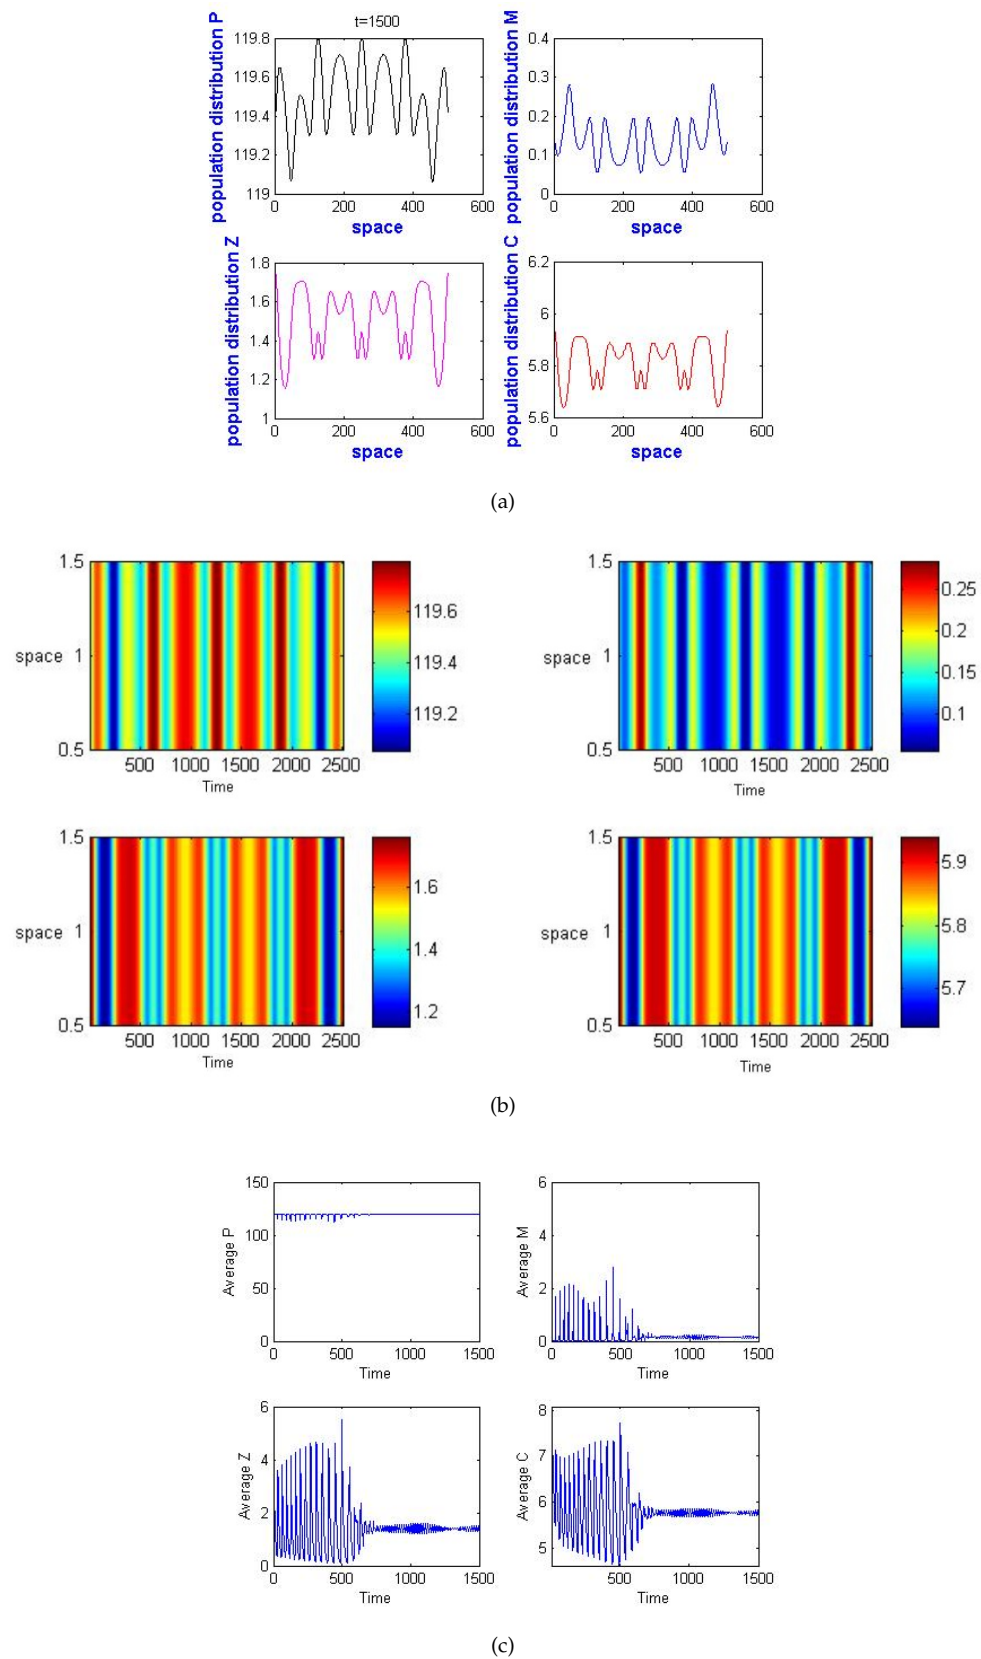 t=1500
population distribution P
119.8
119.6
119.4
119.2
119
0 200 400 600
space
population distribution M
0.4
0.3
0.2
0.1
0
0 200 400 600
space
population distribution Z
1.8
1.6
1.4
1.2
1
0 200 400 600
space
population distribution C
6.2
6
5.8
5.6
0 200 400 600
space
(a)
1.5
space 1
0.5
500 1000 1500 2000 2500
Time
119.6
119.4
119.2
1.5
space 1
0.5
500 1000 1500 2000 2500
Time
0.25
0.2
0.15
0.1
1.5
space 1
0.5
500 1000 1500 2000 2500
Time
1.6
1.4
1.2
1.5
space 1
0.5
500 1000 1500 2000 2500
Time
5.9
5.8
5.7
(b)
Average P
150
100
50
0
0 500 1000 1500
Time
Average M
6
4
2
0
0 500 1000 1500
Time
Average Z
6
4
2
0
0 500 1000 1500
Time
Average C
8
7
6
5
0 500 1000 1500
Time
(c)